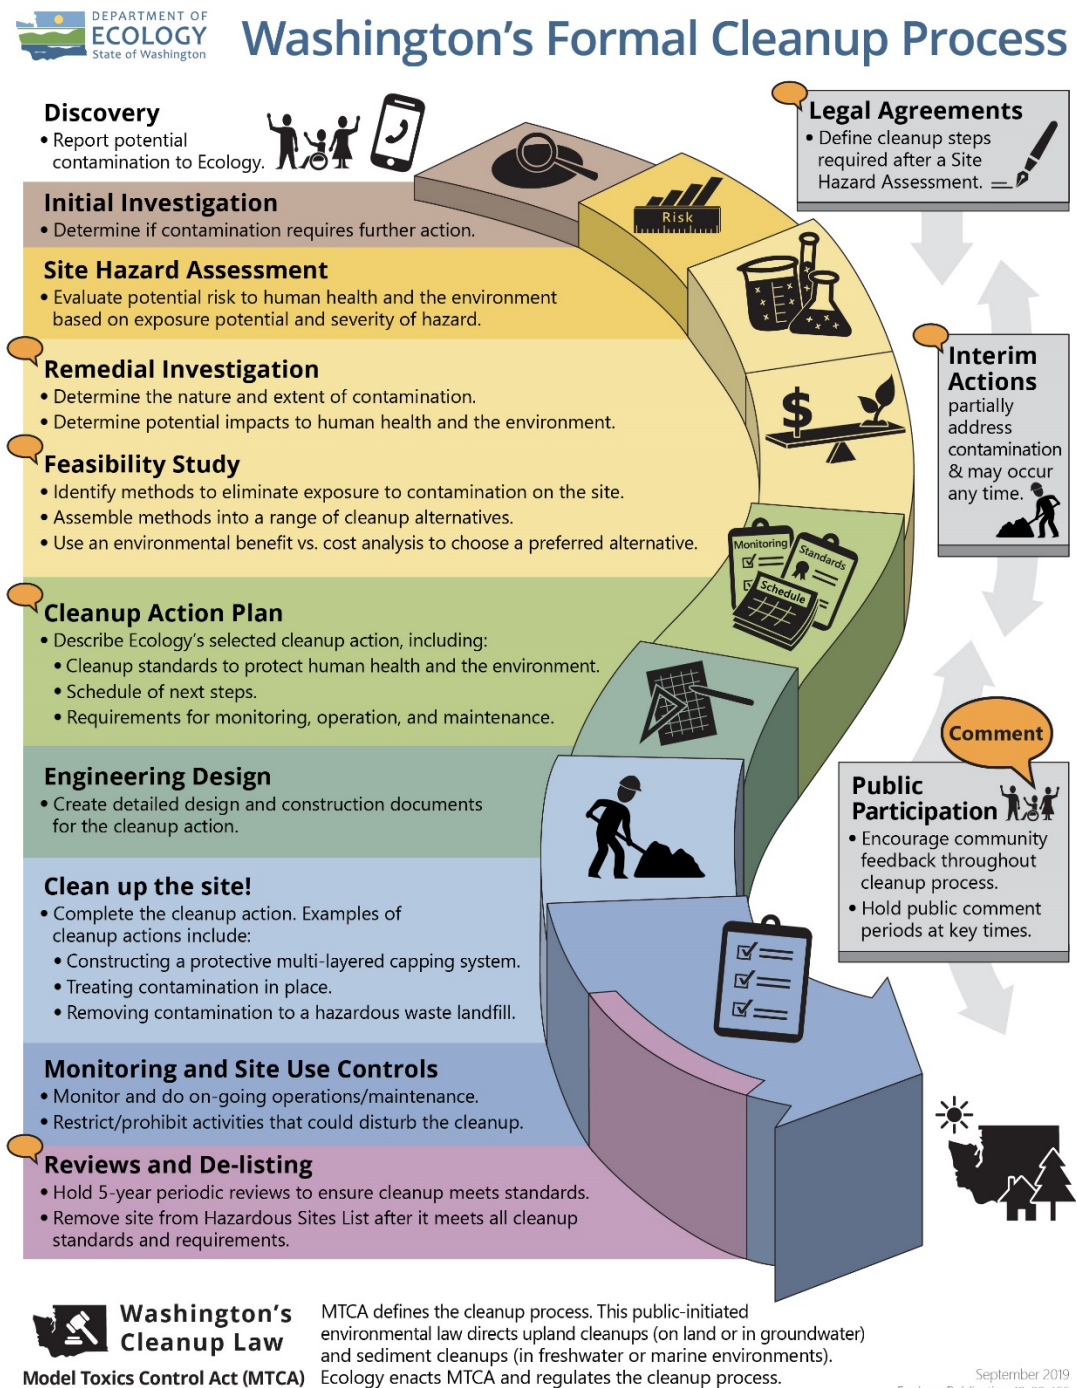 DEPARTMENT OF
ECOLOGY
State of Washington
Washington's Formal Cleanup Process
Discovery
• Report potential
contamination to Ecology.
Initial Investigation
• Determine if contamination requires further action.
Site Hazard Assessment
• Evaluate potential risk to human health and the environment
based on exposure potential and severity of hazard.
Remedial Investigation
• Determine the nature and extent of contamination.
• Determine potential impacts to human health and the environment.
Feasibility Study
• Identify methods to eliminate exposure to contamination on the site.
• Assemble methods into a range of cleanup alternatives.
• Use an environmental benefit vs. cost analysis to choose a preferred alternative.
Cleanup Action Plan
• Describe Ecology's selected cleanup action, including:
• Cleanup standards to protect human health and the environment.
• Schedule of next steps.
• Requirements for monitoring, operation, and maintenance.
Engineering Design
• Create detailed design and construction documents
for the cleanup action.
Clean up the site!
• Complete the cleanup action. Examples of
cleanup actions include:
• Constructing a protective multi-layered capping system.
• Treating contamination in place.
• Removing contamination to a hazardous waste landfill.
Monitoring and Site Use Controls
• Monitor and do on-going operations/maintenance.
• Restrict/prohibit activities that could disturb the cleanup.
Reviews and De-listing
• Hold 5-year periodic reviews to ensure cleanup meets standards.
• Remove site from Hazardous Sites List after it meets all cleanup
standards and requirements.
Risk
$
Monitoring
Standards
Schedule
Legal Agreements
• Define cleanup steps
required after a Site
Hazard Assessment.
Interim
Actions
partially
address
contamination
& may occur
any time.
Comment
Public
Participation
• Encourage community
feedback throughout
cleanup process.
• Hold public comment
periods at key times.
Washington's
Cleanup Law
Model Toxics Control Act (MTCA)
MTCA defines the cleanup process. This public-initiated
environmental law directs upland cleanups (on land or in groundwater)
and sediment cleanups (in freshwater or marine environments).
Ecology enacts MTCA and regulates the cleanup process.
September 2019